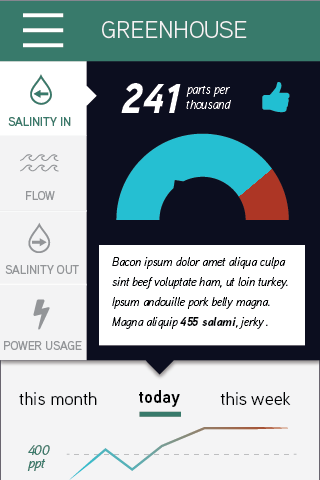 GREENHOUSE
SALINITY IN
FLOW
SALINITY OUT
POWER USAGE
241 parts per
thousand
Bacon ipsum dolor amet aliqua culpa
sint beef voluptate ham, ut loin turkey.
Ipsum andouille pork belly magna.
Magna aliquip 455 salami, jerky .
this month today this week
400
ppt